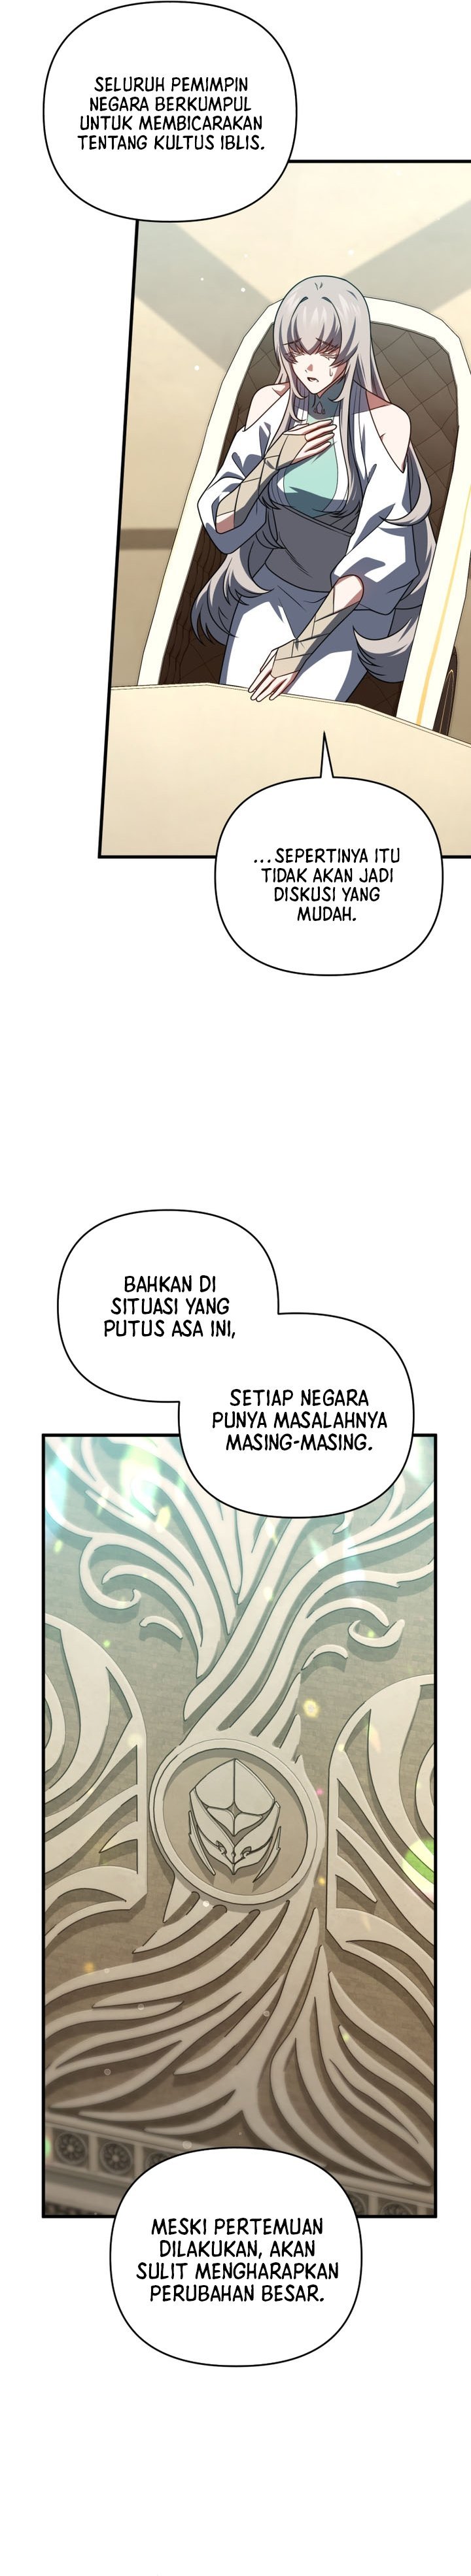 SELURUH PEMIMPIN
NEGARA BERKUMPUL
UNTUK MEMBICARAKAN
TENTANG KULTUS IBLIS.
...SEPERTINYA ITU
TIDAK AKAN JADI
DISKUSI YANG
MUDAH.
BAHKAN DI
SITUASI YANG
PUTUS ASA INI,
SETIAP NEGARA
PUNYA MASALAHNYA
MASING-MASING.
MESKI PERTEMUAN
DILAKUKAN, AKAN
SULIT MENGHARAPKAN
PERUBAHAN BESAR.